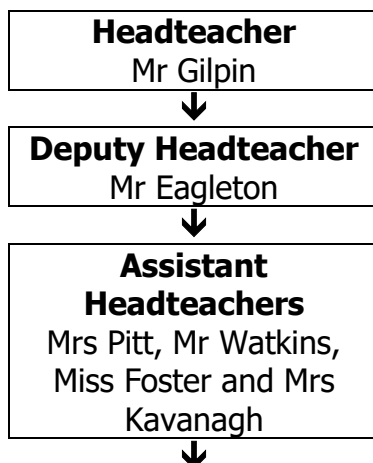 Headteacher
Mr Gilpin
Deputy Headteacher
Mr Eagleton
Assistant
Headteachers
Mrs Pitt, Mr Watkins,
Miss Foster and Mrs
Kavanagh